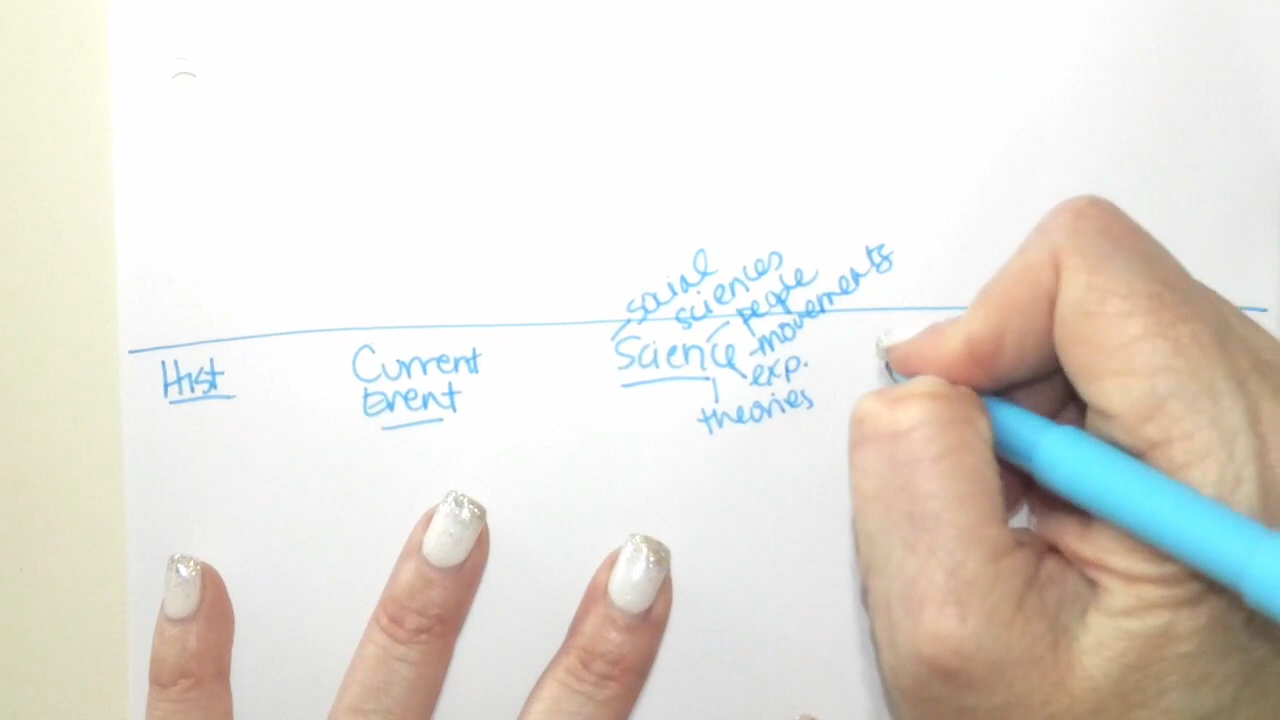 Hist
Current
Event
Science
social
sciences
people
movements
exp.
theories